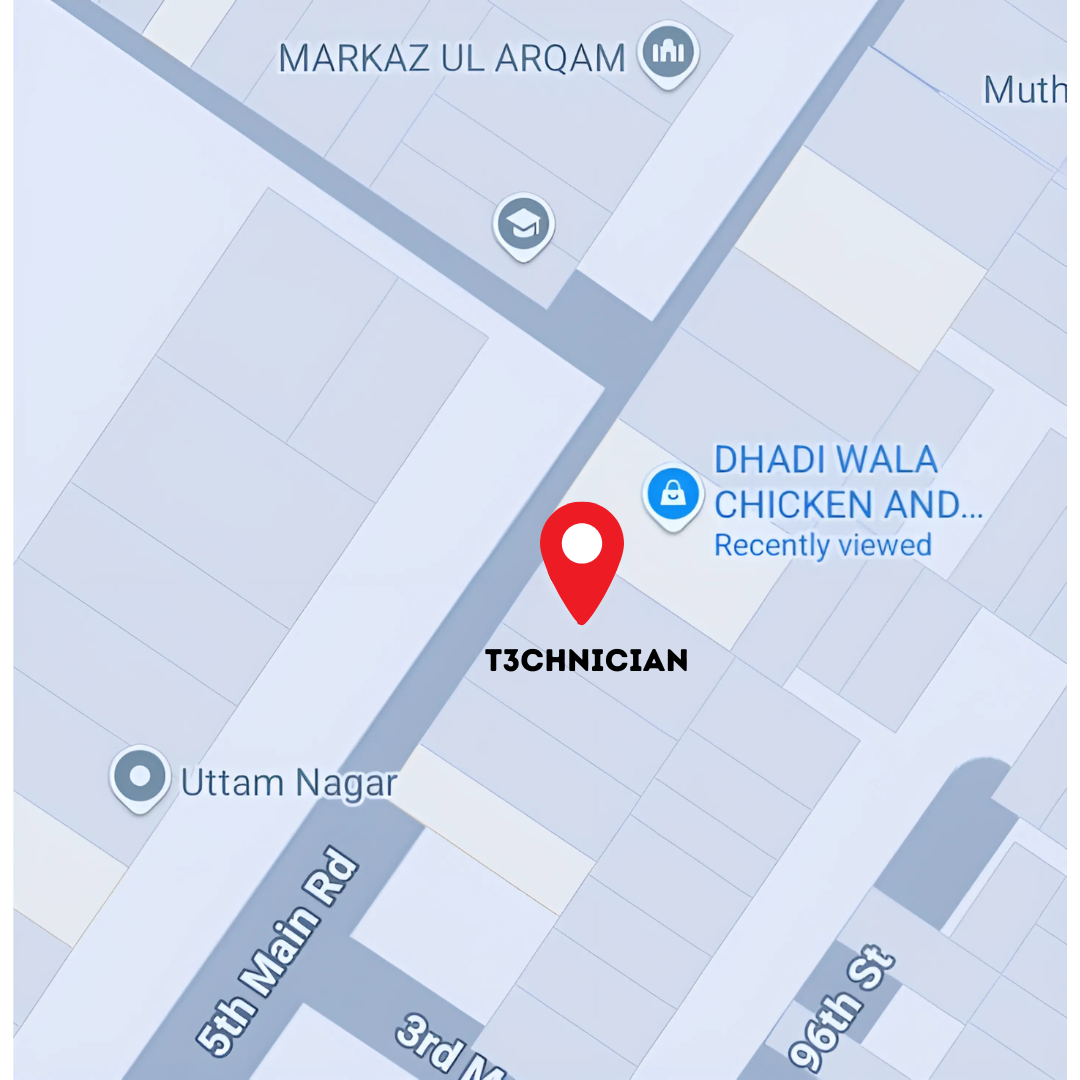 MARKAZ UL ARQAM
Muth
DHADI WALA
CHICKEN AND...
Recently viewed
T3CHNICIAN
Uttam Nagar
5th Main Rd
3rd M
96th St